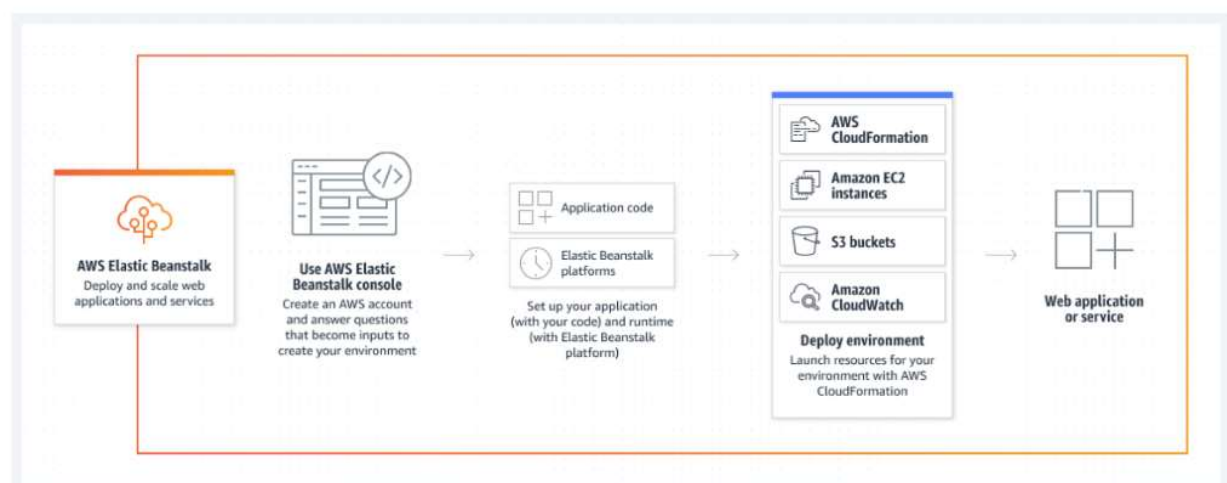 AWS Elastic Beanstalk
Deploy and scale web
applications and services
</>
Use AWS Elastic
Beanstalk console
Create an AWS account
and answer questions
that become inputs to
create your environment
Application code
Elastic Beanstalk
platforms
Set up your application
(with your code) and runtime
(with Elastic Beanstalk
platform)
AWS
CloudFormation
Amazon EC2
instances
S3 buckets
Amazon
CloudWatch
Deploy environment
Launch resources for your
environment with AWS
CloudFormation
Web application
or service